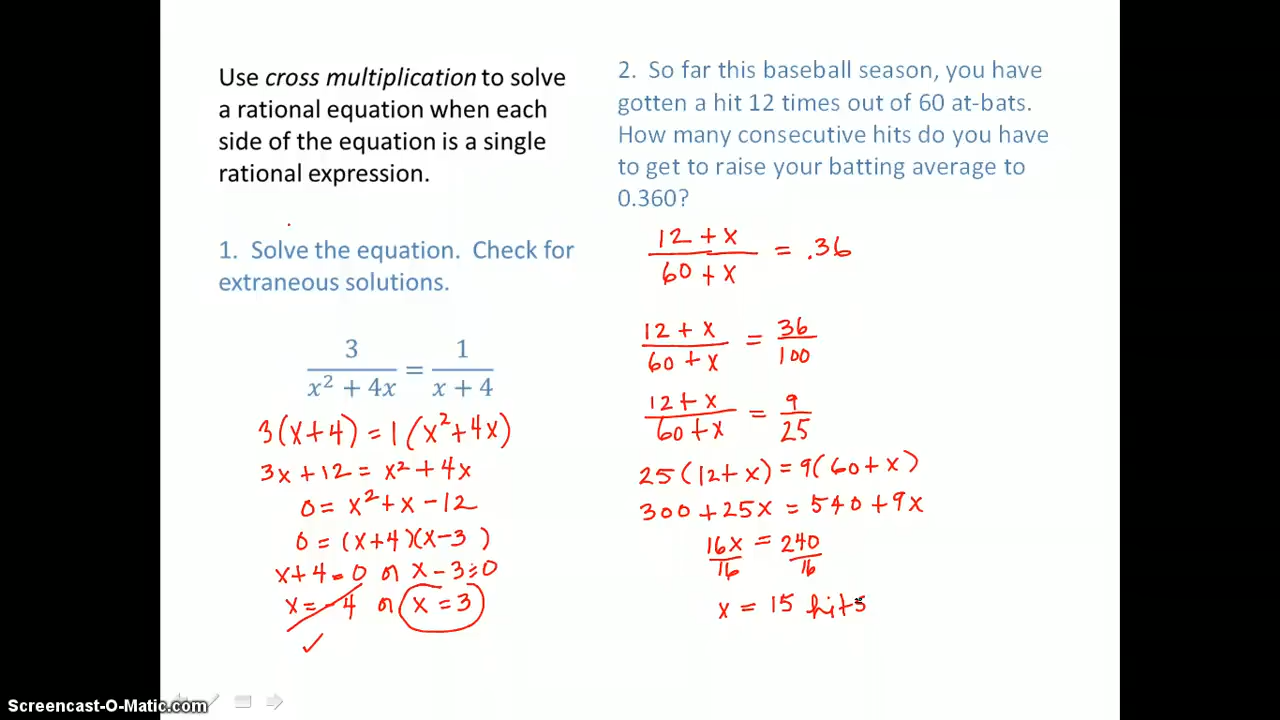 Use cross multiplication to solve
a rational equation when each
side of the equation is a single
rational expression.
1. Solve the equation. Check for
extraneous solutions.
3/(x² + 4x) = 1/(x + 4)
3(x+4) = 1(x²+4x)
3x+12 = x²+4x
0 = x²+x-12
0 = (x+4)(x-3)
x+4=0 or x-3=0
x=-4 or x=3
✓
2. So far this baseball season, you have
gotten a hit 12 times out of 60 at-bats.
How many consecutive hits do you have
to get to raise your batting average to
0.360?
(12+x)/(60+x) = .36
(12+x)/(60+x) = 36/100
(12+x)/(60+x) = 9/25
25(12+x) = 9(60+x)
300+25x = 540+9x
16x/16 = 240/16
x = 15 hits
Screencast-O-Matic.com